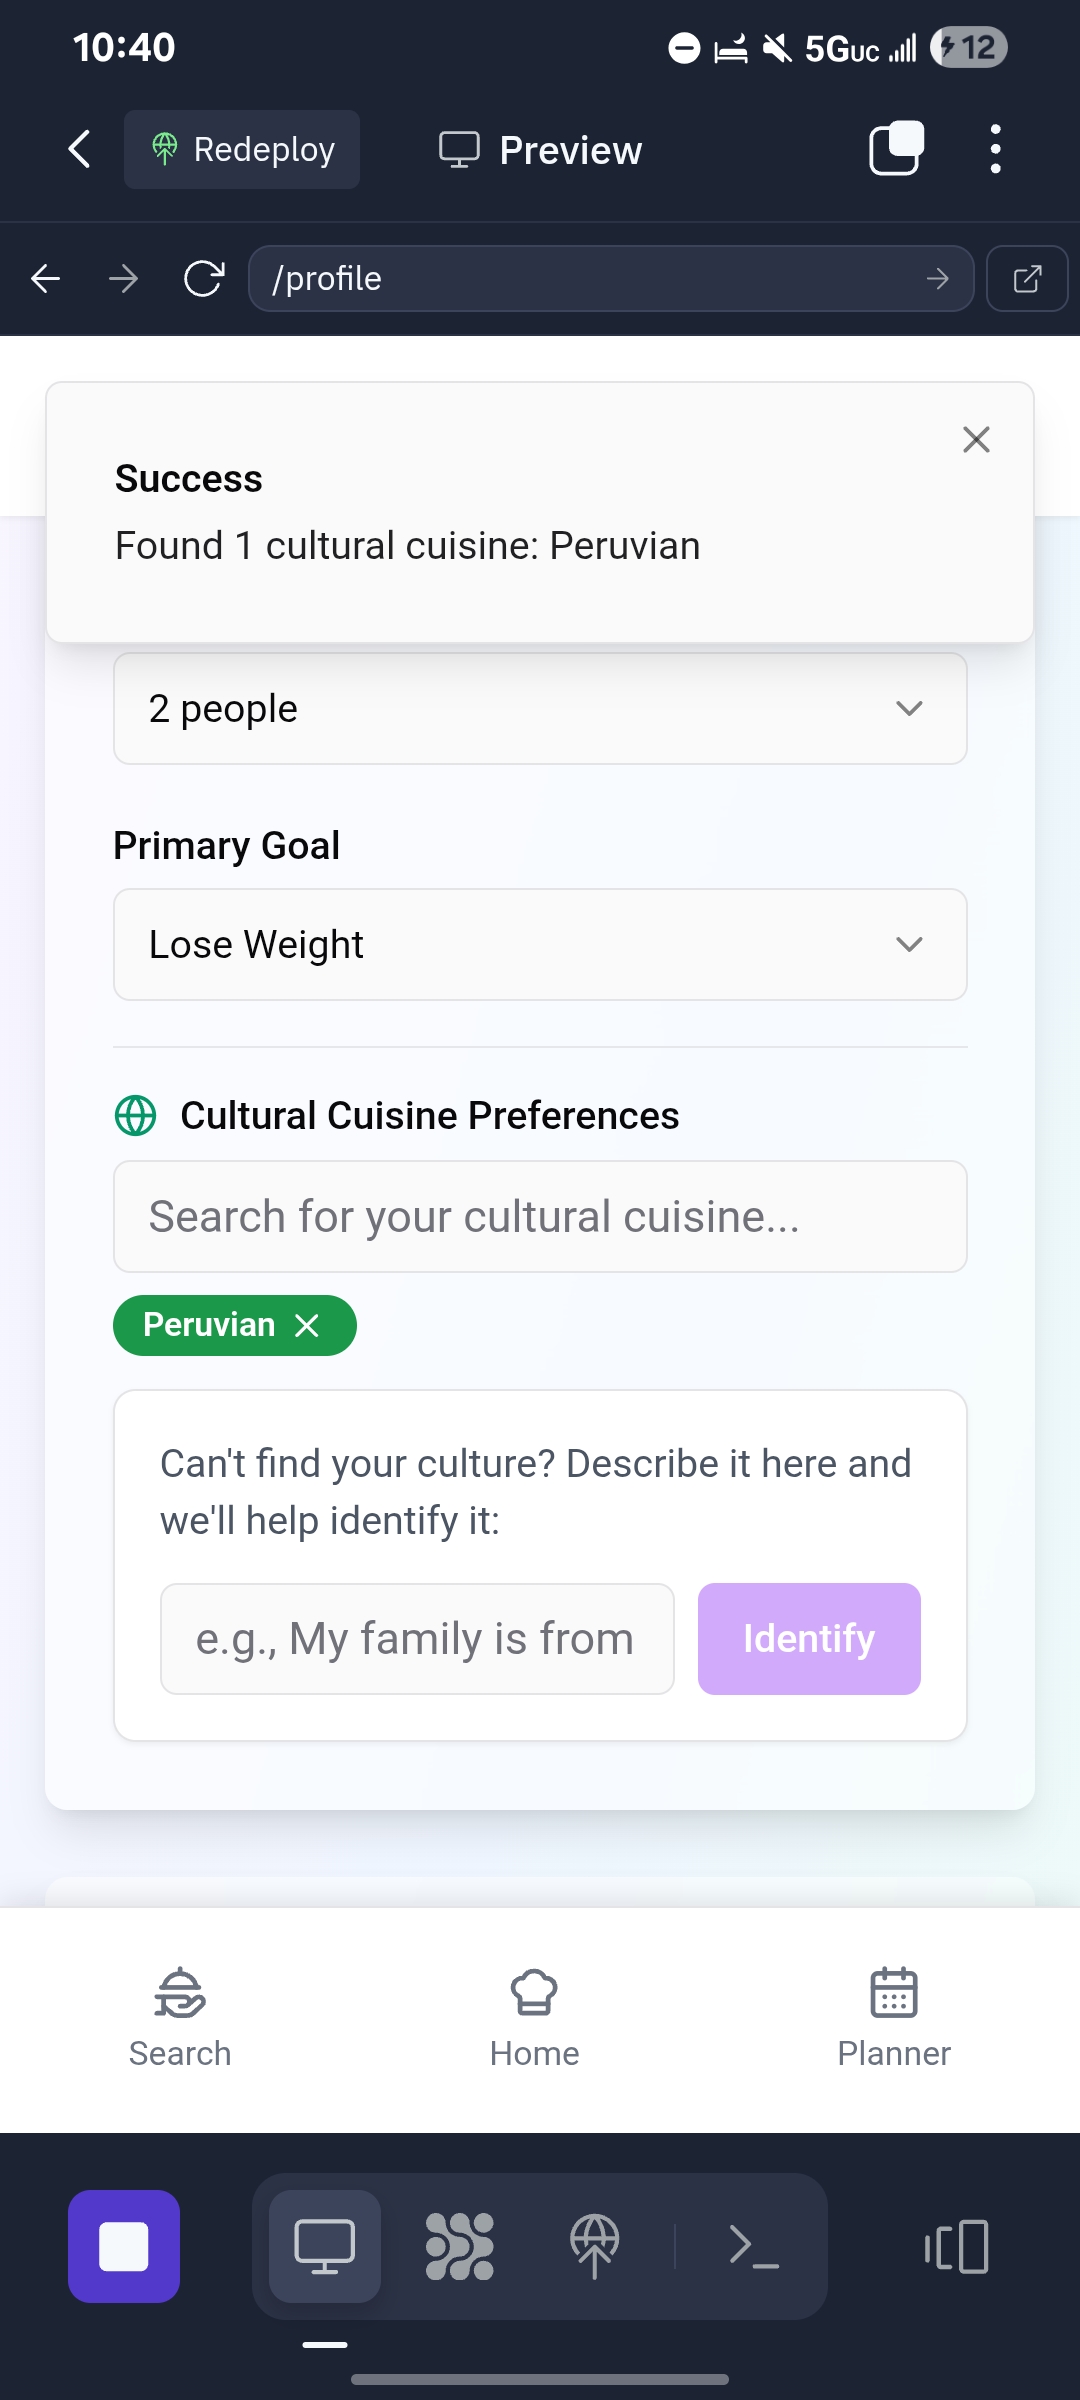 10:40
5GUC
12
Redeploy
Preview
/profile
Success
Found 1 cultural cuisine: Peruvian
2 people
Primary Goal
Lose Weight
Cultural Cuisine Preferences
Search for your cultural cuisine...
Peruvian
Can't find your culture? Describe it here and
we'll help identify it:
e.g., My family is from
Identify
Search
Home
Planner